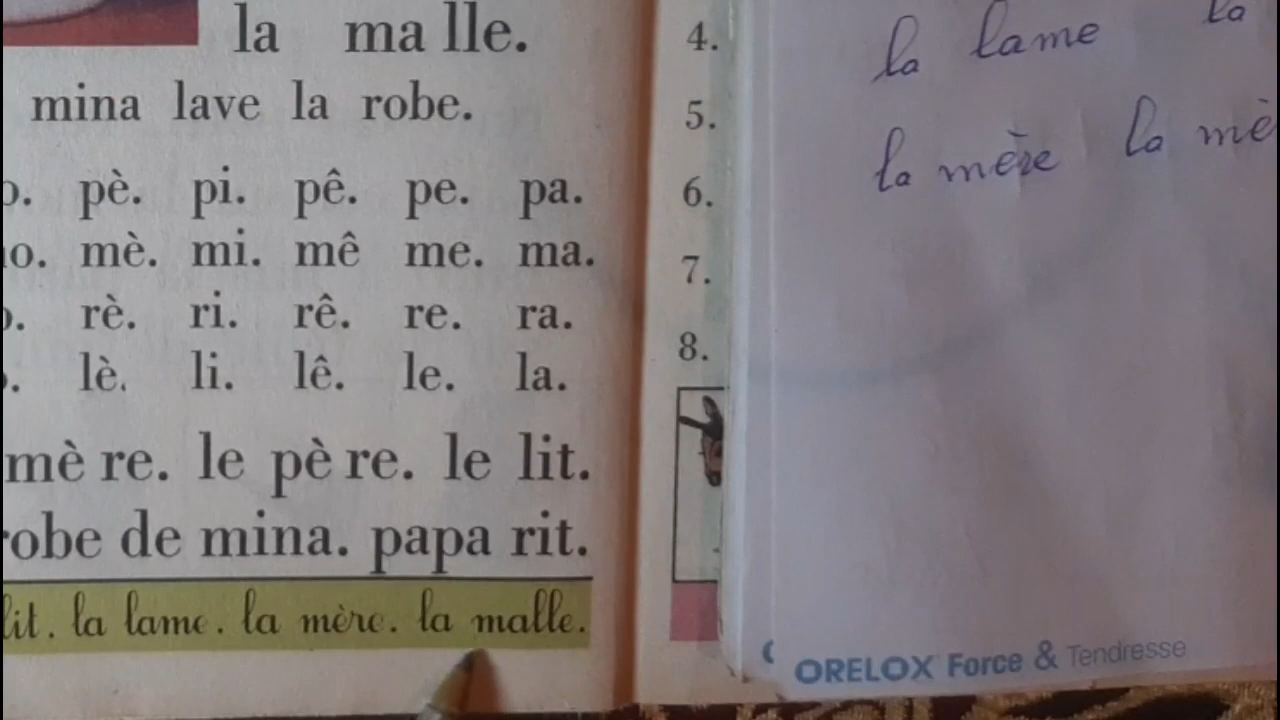 la ma lle.
mina lave la robe.
pè. pi. pê. pe. pa.
mè. mi. mê me. ma.
rè. ri. rê. re. ra.
lè. li. lê. le. la.
mè re. le pè re. le lit.
robe de mina. papa rit.
lit. la lame. la mère. la malle.
4.
5.
6.
7.
8.
la lame la
la mère la mè
ORELOX Force & Tendresse